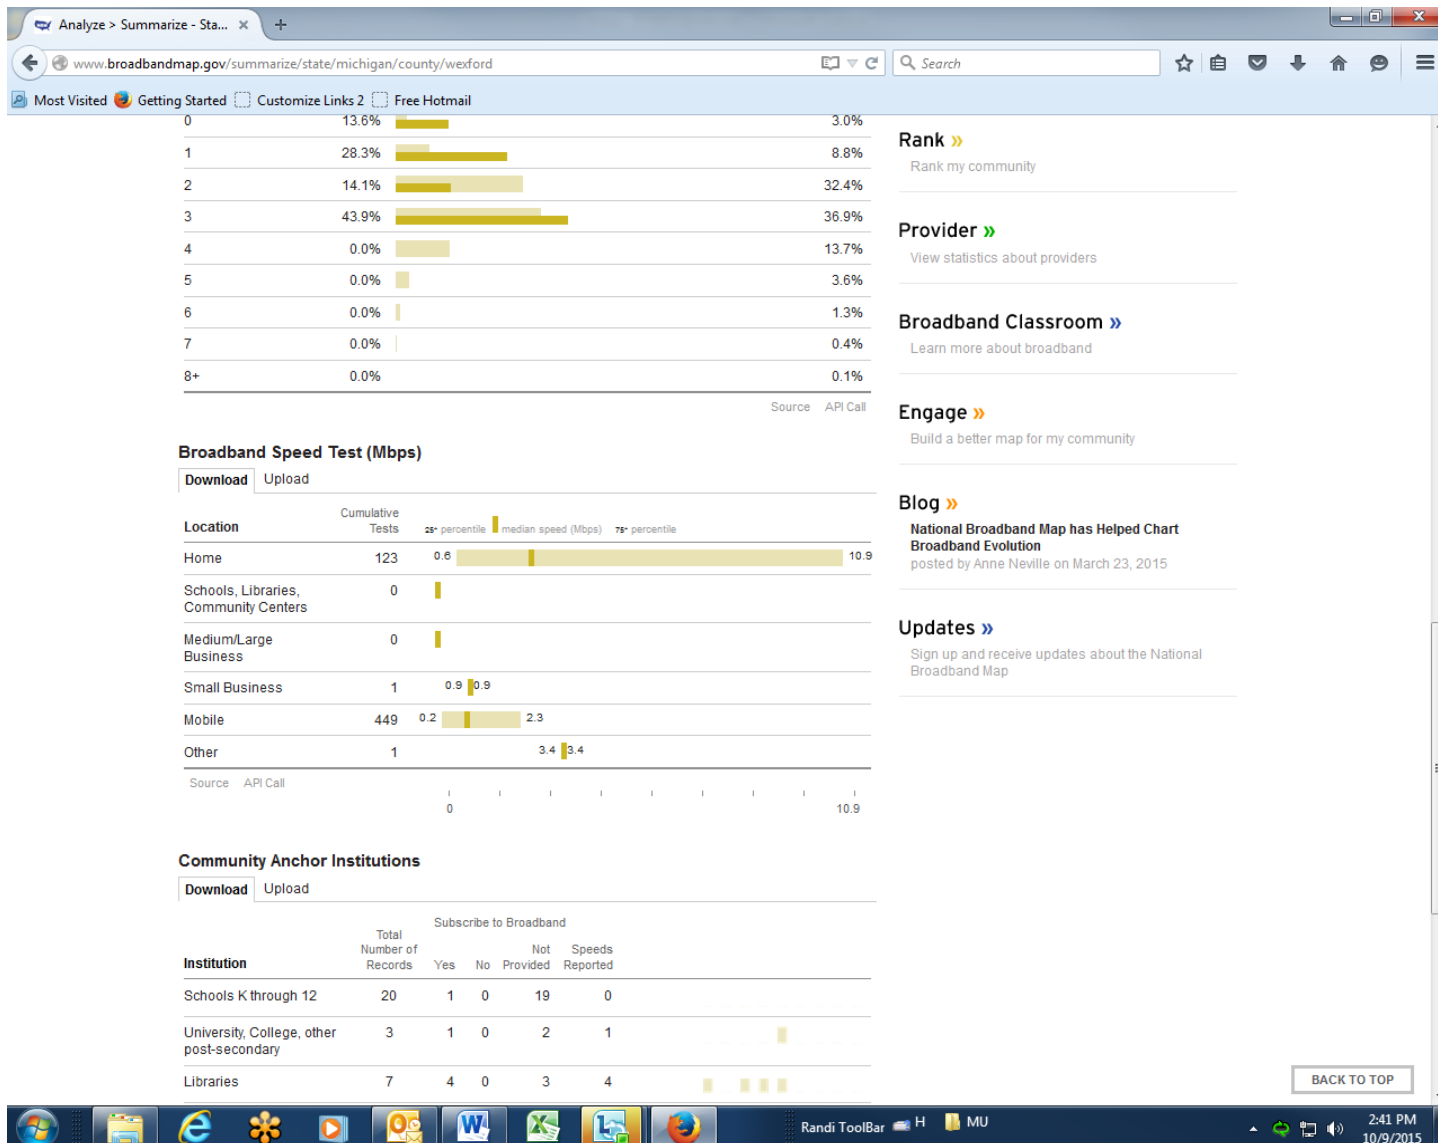 Analyze > Summarize - Sta...
www.broadbandmap.gov/summarize/state/michigan/county/wexford
Search
Most Visited Getting Started Customize Links 2 Free Hotmail
0 13.6% 3.0%
1 28.3% 8.8%
2 14.1% 32.4%
3 43.9% 36.9%
4 0.0% 13.7%
5 0.0% 3.6%
6 0.0% 1.3%
7 0.0% 0.4%
8+ 0.0% 0.1%
Source API Call
Broadband Speed Test (Mbps)
Download Upload
Location Cumulative Tests 25th percentile median speed (Mbps) 75th percentile
Home 123 0.6 10.9
Schools, Libraries, 0
Community Centers
Medium/Large 0
Business
Small Business 1 0.9 0.9
Mobile 449 0.2 2.3
Other 1 3.4 3.4
Source API Call
0 10.9
Community Anchor Institutions
Download Upload
Subscribe to Broadband
Institution Total Number of Records Yes No Not Provided Speeds Reported
Schools K through 12 20 1 0 19 0
University, College, other 3 1 0 2 1
post-secondary
Libraries 7 4 0 3 4
Rank »
Rank my community
Provider »
View statistics about providers
Broadband Classroom »
Learn more about broadband
Engage »
Build a better map for my community
Blog »
National Broadband Map has Helped Chart
Broadband Evolution
posted by Anne Neville on March 23, 2015
Updates »
Sign up and receive updates about the National
Broadband Map
BACK TO TOP
Randi ToolBar H MU
2:41 PM
10/9/2015